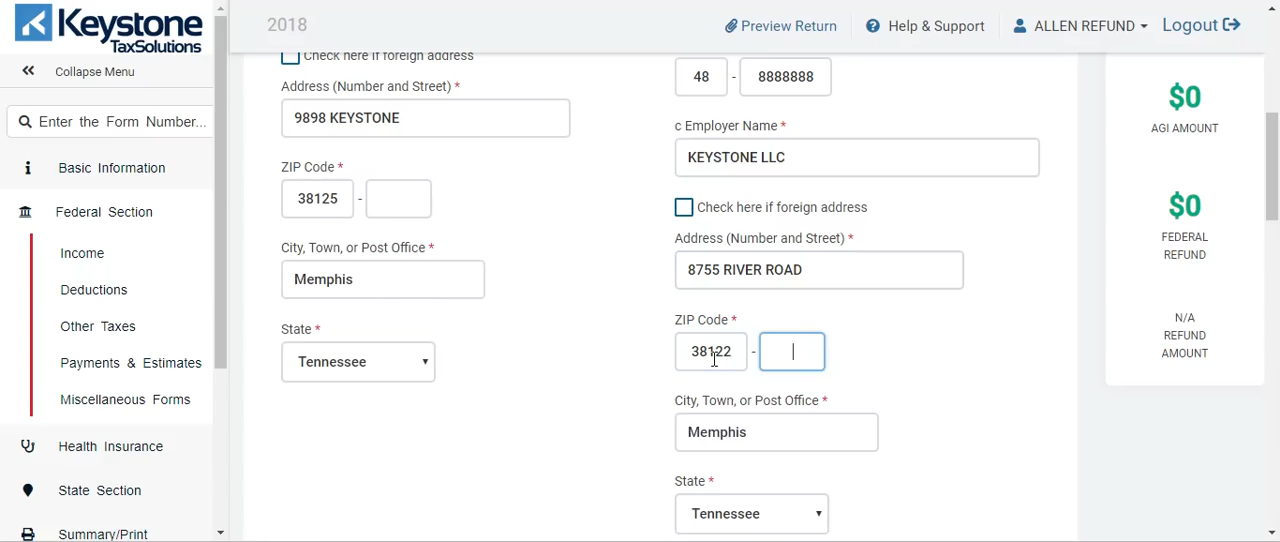 Keystone
TaxSolutions
2018
Preview Return
Help & Support
ALLEN REFUND
Logout
Collapse Menu
Enter the Form Number...
Basic Information
Federal Section
Income
Deductions
Other Taxes
Payments & Estimates
Miscellaneous Forms
Health Insurance
State Section
Summary/Print
Check here if foreign address
Address (Number and Street) *
9898 KEYSTONE
ZIP Code *
38125 -
City, Town, or Post Office *
Memphis
State *
Tennessee
48 - 8888888
c Employer Name *
KEYSTONE LLC
Check here if foreign address
Address (Number and Street) *
8755 RIVER ROAD
ZIP Code *
38122 -
City, Town, or Post Office *
Memphis
State *
Tennessee
$0
AGI AMOUNT
$0
FEDERAL
REFUND
N/A
REFUND
AMOUNT